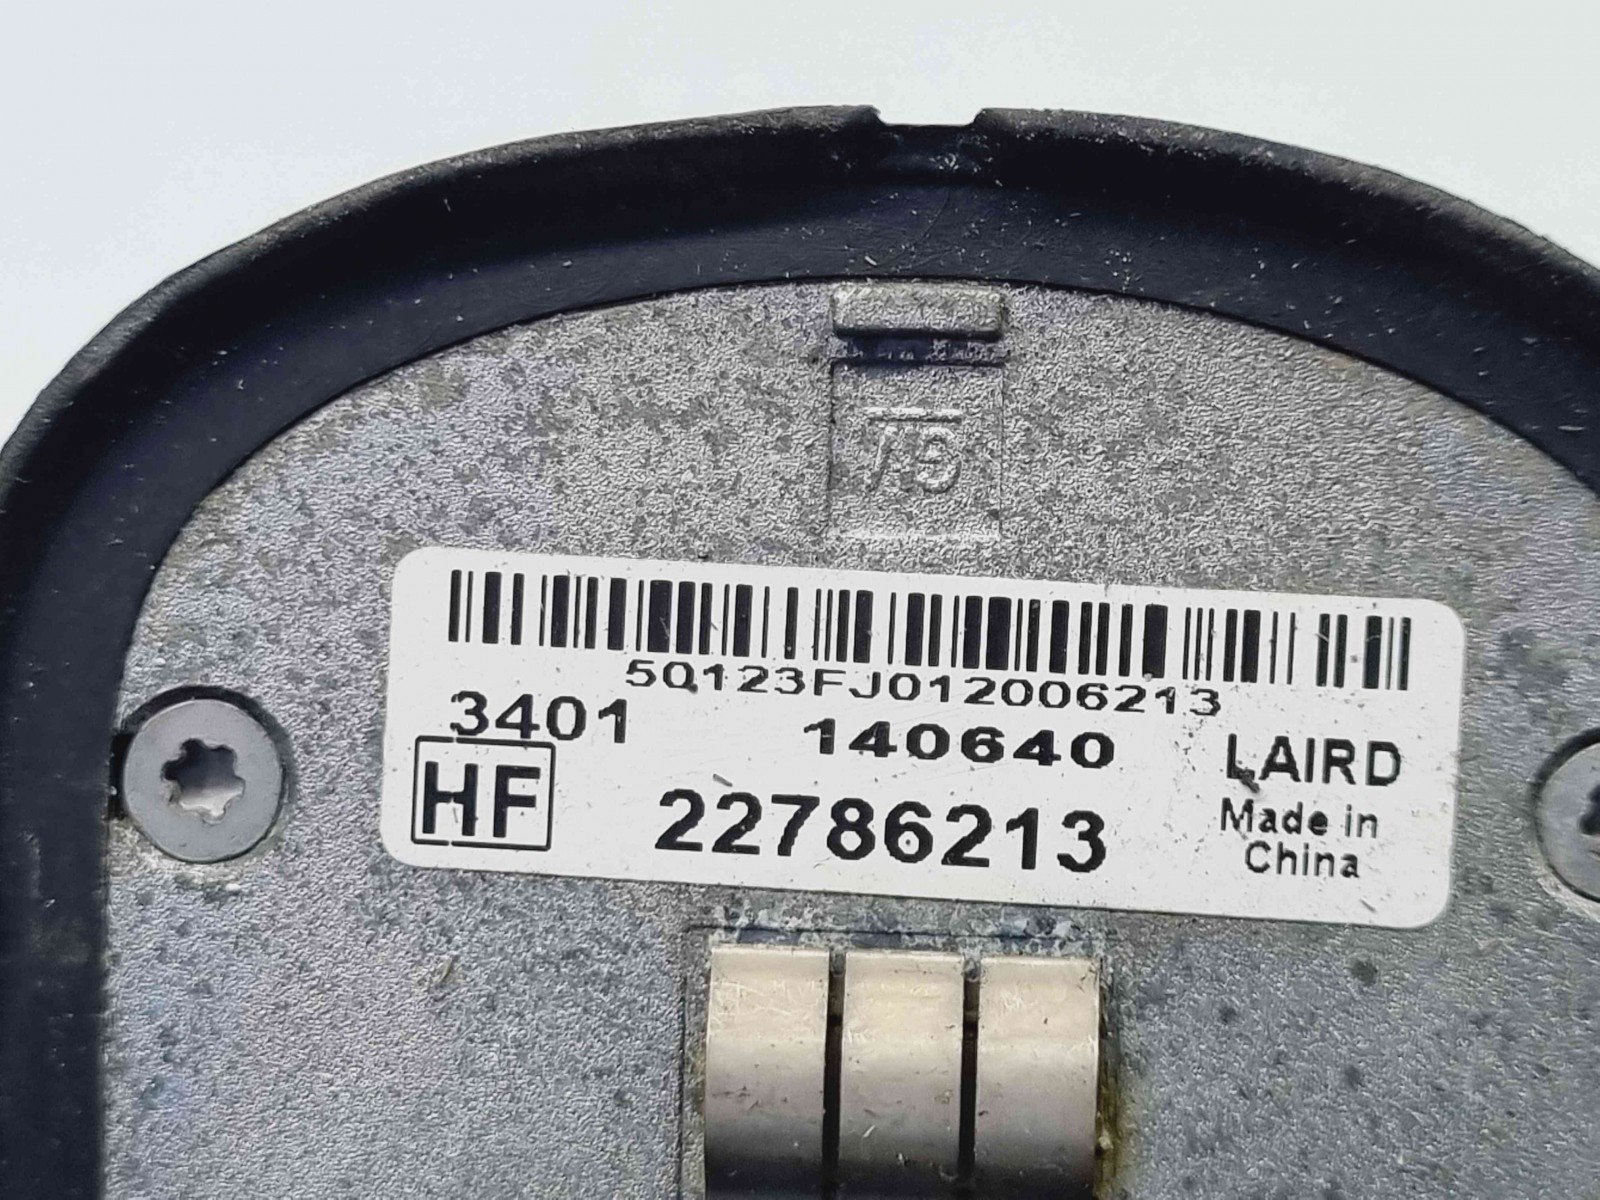 5Q123FJ012006213
3401
140640
LAIRD
HF
22786213
Made in
China